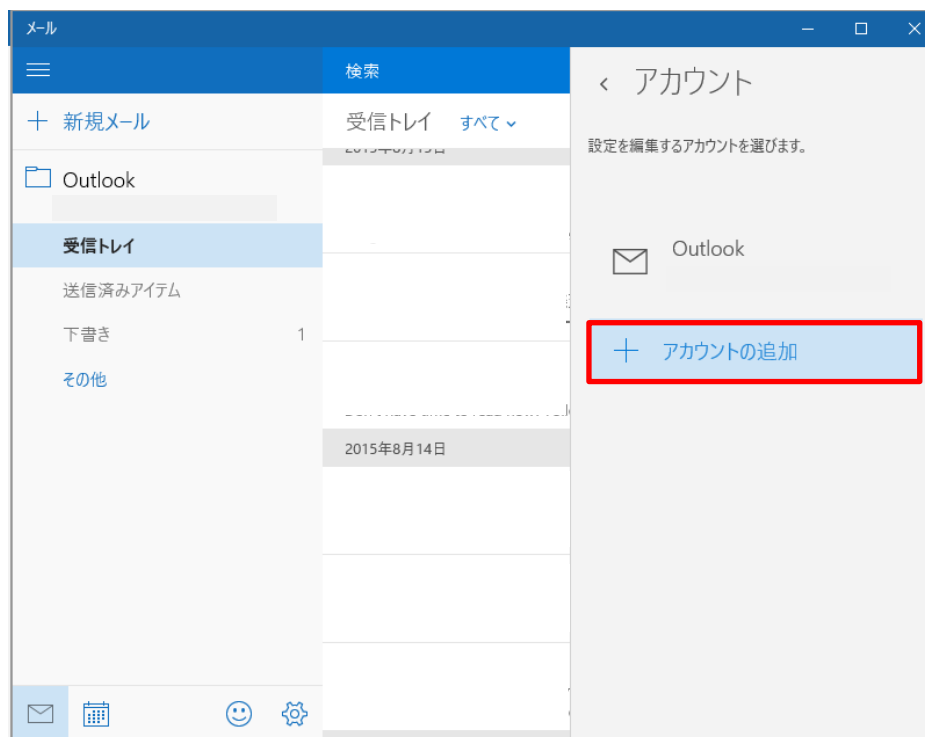 メール
検索
アカウント
新規メール
受信トレイ すべて
設定を編集するアカウントを選びます。
Outlook
Outlook
受信トレイ
送信済みアイテム
下書き 1
アカウントの追加
その他
2015年8月14日